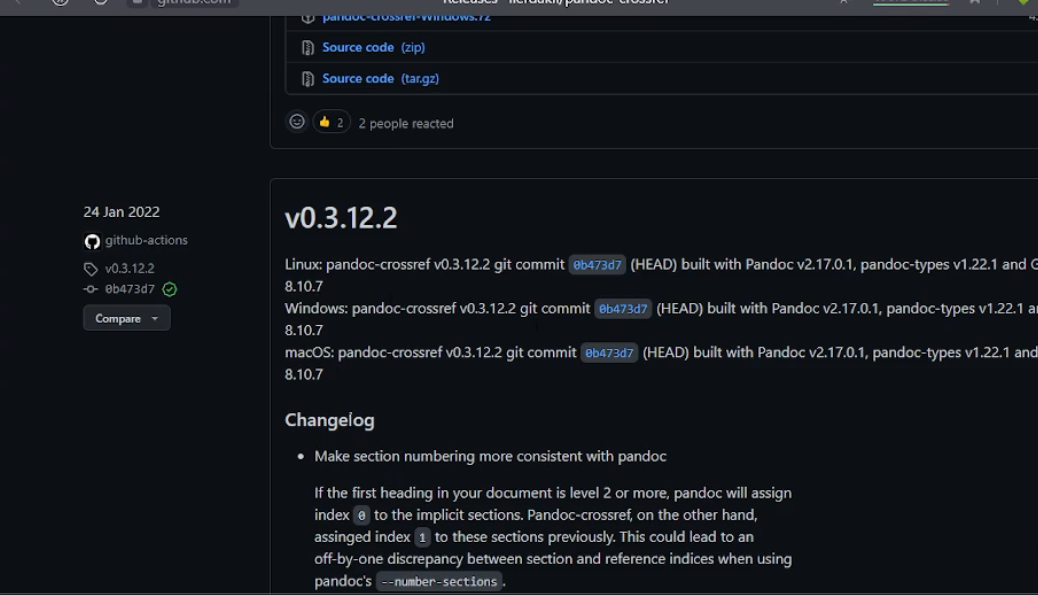 github.com
Releases · lierdakil/pandoc-crossref
pandoc-crossref-Windows.7z
Source code (zip)
Source code (tar.gz)
👍 2 2 people reacted
24 Jan 2022
github-actions
v0.3.12.2
0b473d7
Compare
v0.3.12.2
Linux: pandoc-crossref v0.3.12.2 git commit 0b473d7 (HEAD) built with Pandoc v2.17.0.1, pandoc-types v1.22.1 and G
8.10.7
Windows: pandoc-crossref v0.3.12.2 git commit 0b473d7 (HEAD) built with Pandoc v2.17.0.1, pandoc-types v1.22.1 a
8.10.7
macOS: pandoc-crossref v0.3.12.2 git commit 0b473d7 (HEAD) built with Pandoc v2.17.0.1, pandoc-types v1.22.1 and
8.10.7
Changelog
• Make section numbering more consistent with pandoc
If the first heading in your document is level 2 or more, pandoc will assign
index 0 to the implicit sections. Pandoc-crossref, on the other hand,
assinged index 1 to these sections previously. This could lead to an
off-by-one discrepancy between section and reference indices when using
pandoc's --number-sections.